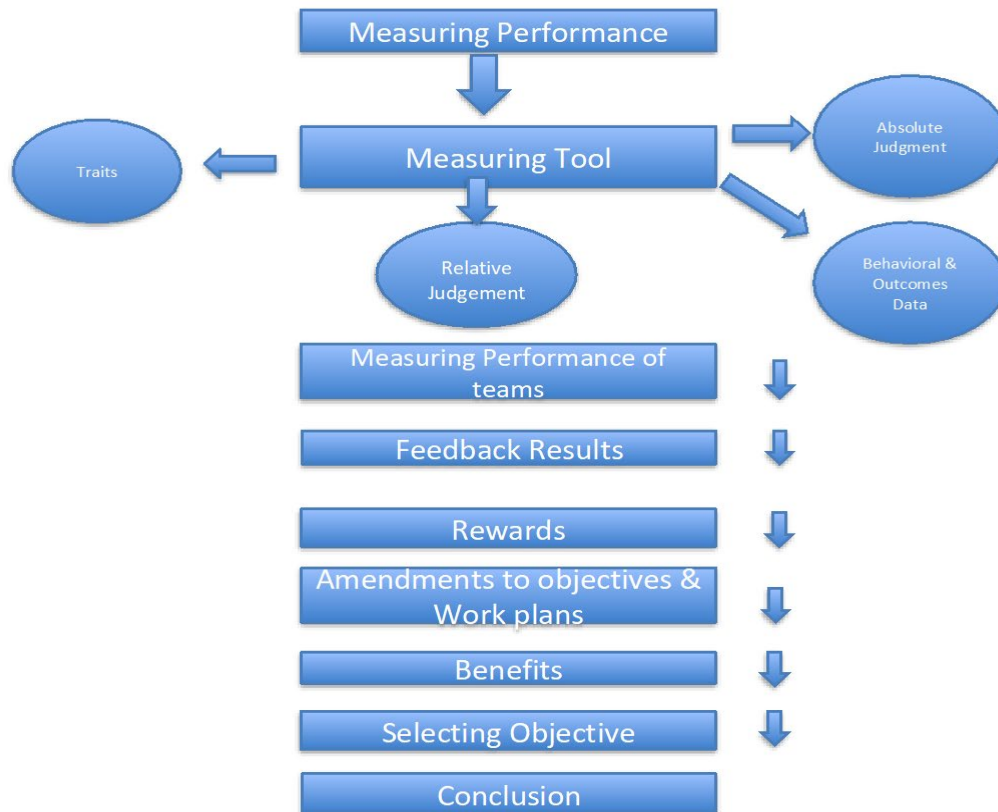 Measuring Performance
Measuring Tool
Traits
Absolute
Judgment
Relative
Judgement
Behavioral &
Outcomes
Data
Measuring Performance of
teams
Feedback Results
Rewards
Amendments to objectives &
Work plans
Benefits
Selecting Objective
Conclusion